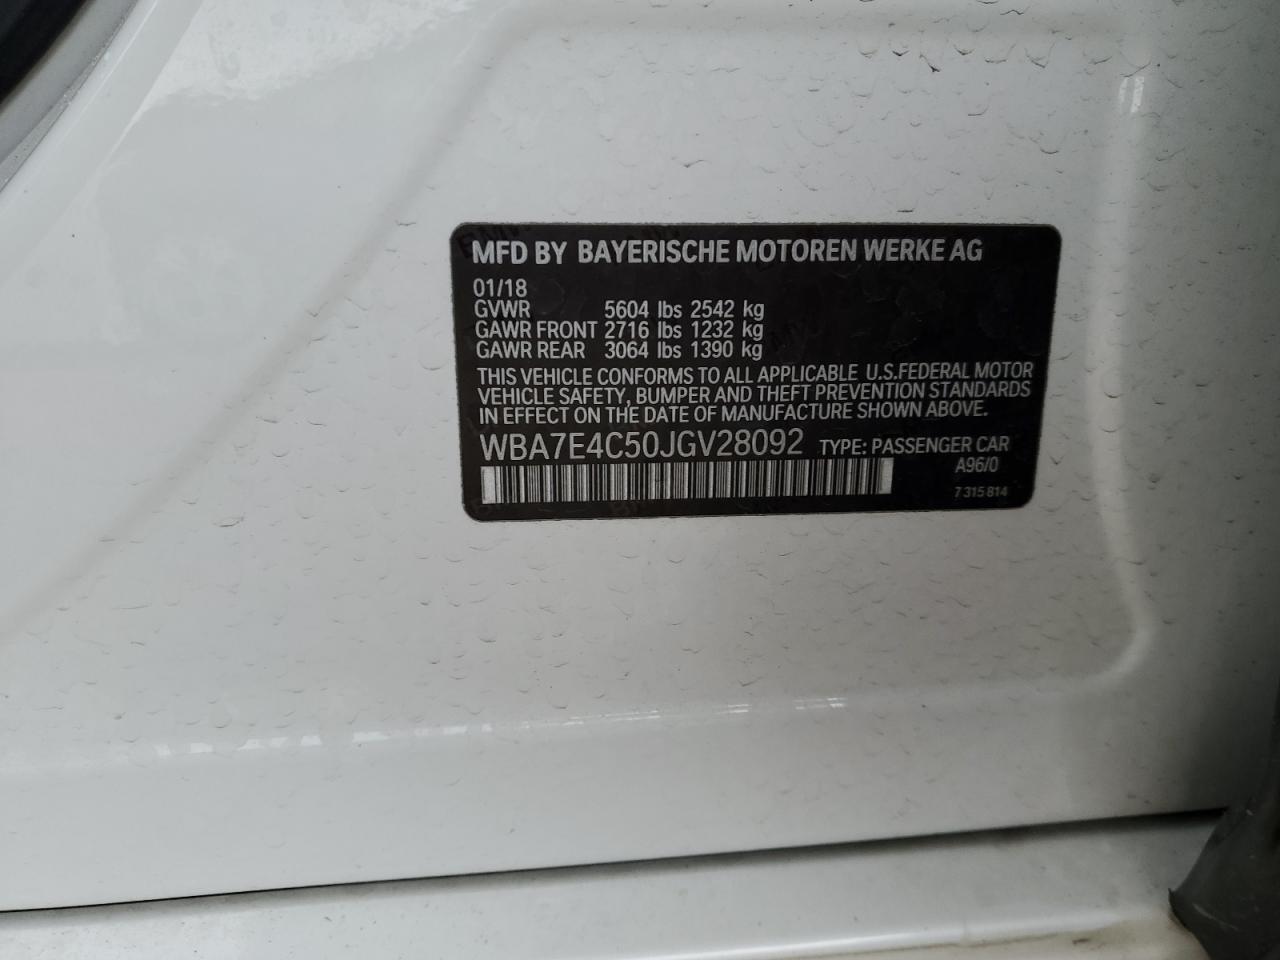 MFD BY BAYERISCHE MOTOREN WERKE AG
01/18
GVWR 5604 lbs 2542 kg
GAWR FRONT 2716 lbs 1232 kg
GAWR REAR 3064 lbs 1390 kg
THIS VEHICLE CONFORMS TO ALL APPLICABLE U.S.FEDERAL MOTOR
VEHICLE SAFETY, BUMPER AND THEFT PREVENTION STANDARDS
IN EFFECT ON THE DATE OF MANUFACTURE SHOWN ABOVE.
WBA7E4C50JGV28092 TYPE: PASSENGER CAR
A96/0
7 315 814